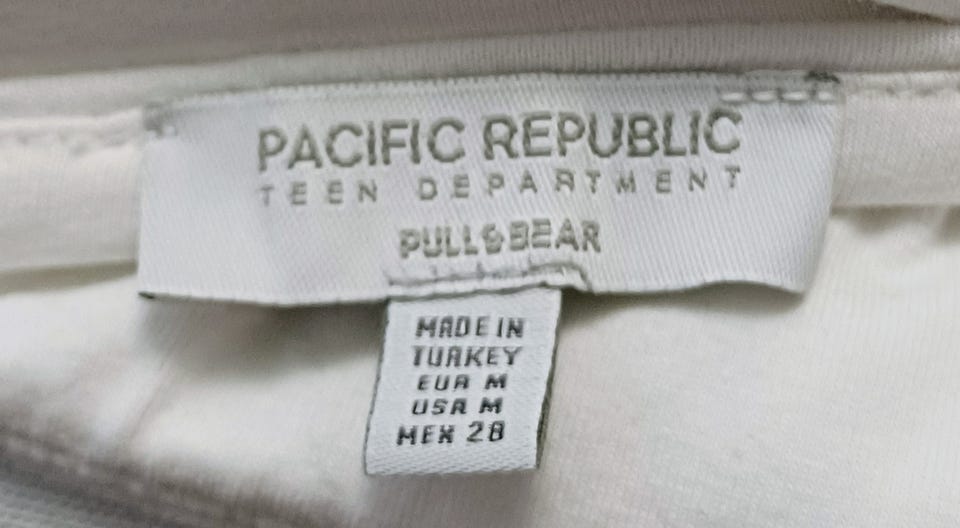 PACIFIC REPUBLIC
TEEN DEPARTMENT
PULL&BEAR
MADE IN
TURKEY
EUR M
USA M
MEX 28